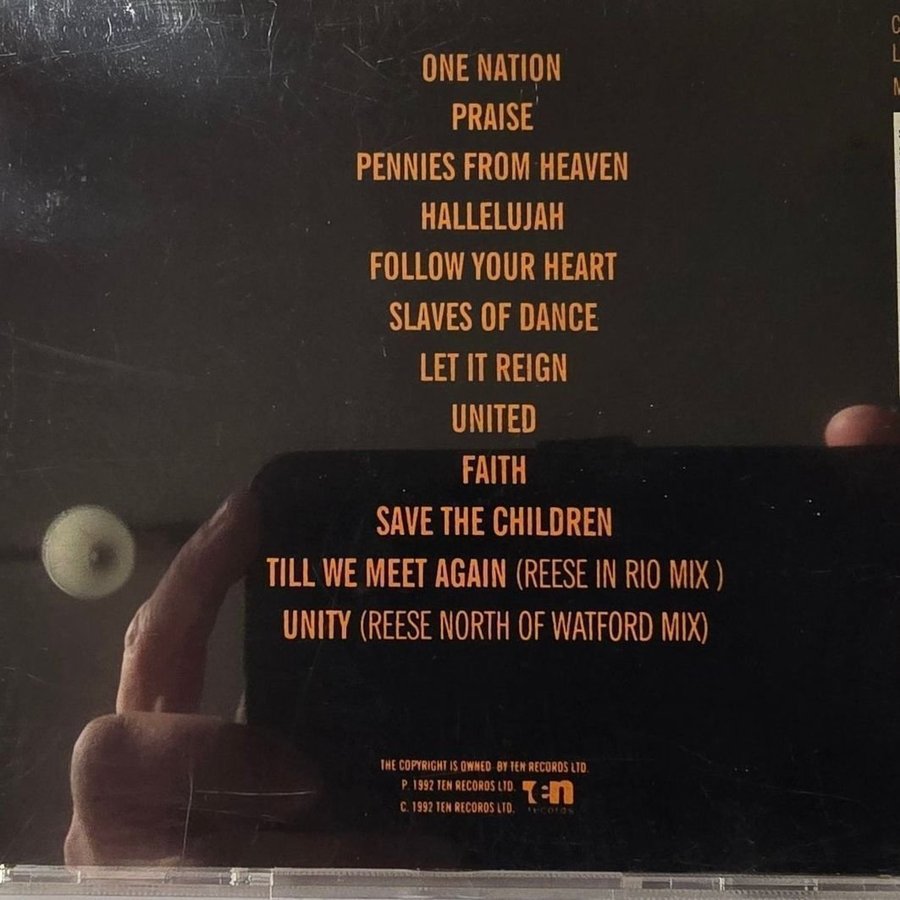 ONE NATION
PRAISE
PENNIES FROM HEAVEN
HALLELUJAH
FOLLOW YOUR HEART
SLAVES OF DANCE
LET IT REIGN
UNITED
FAITH
SAVE THE CHILDREN
TILL WE MEET AGAIN (REESE IN RIO MIX )
UNITY (REESE NORTH OF WATFORD MIX)
THE COPYRIGHT IS OWNED BY TEN RECORDS LTD.
P. 1992 TEN RECORDS LTD.
C. 1992 TEN RECORDS LTD.
ten
records